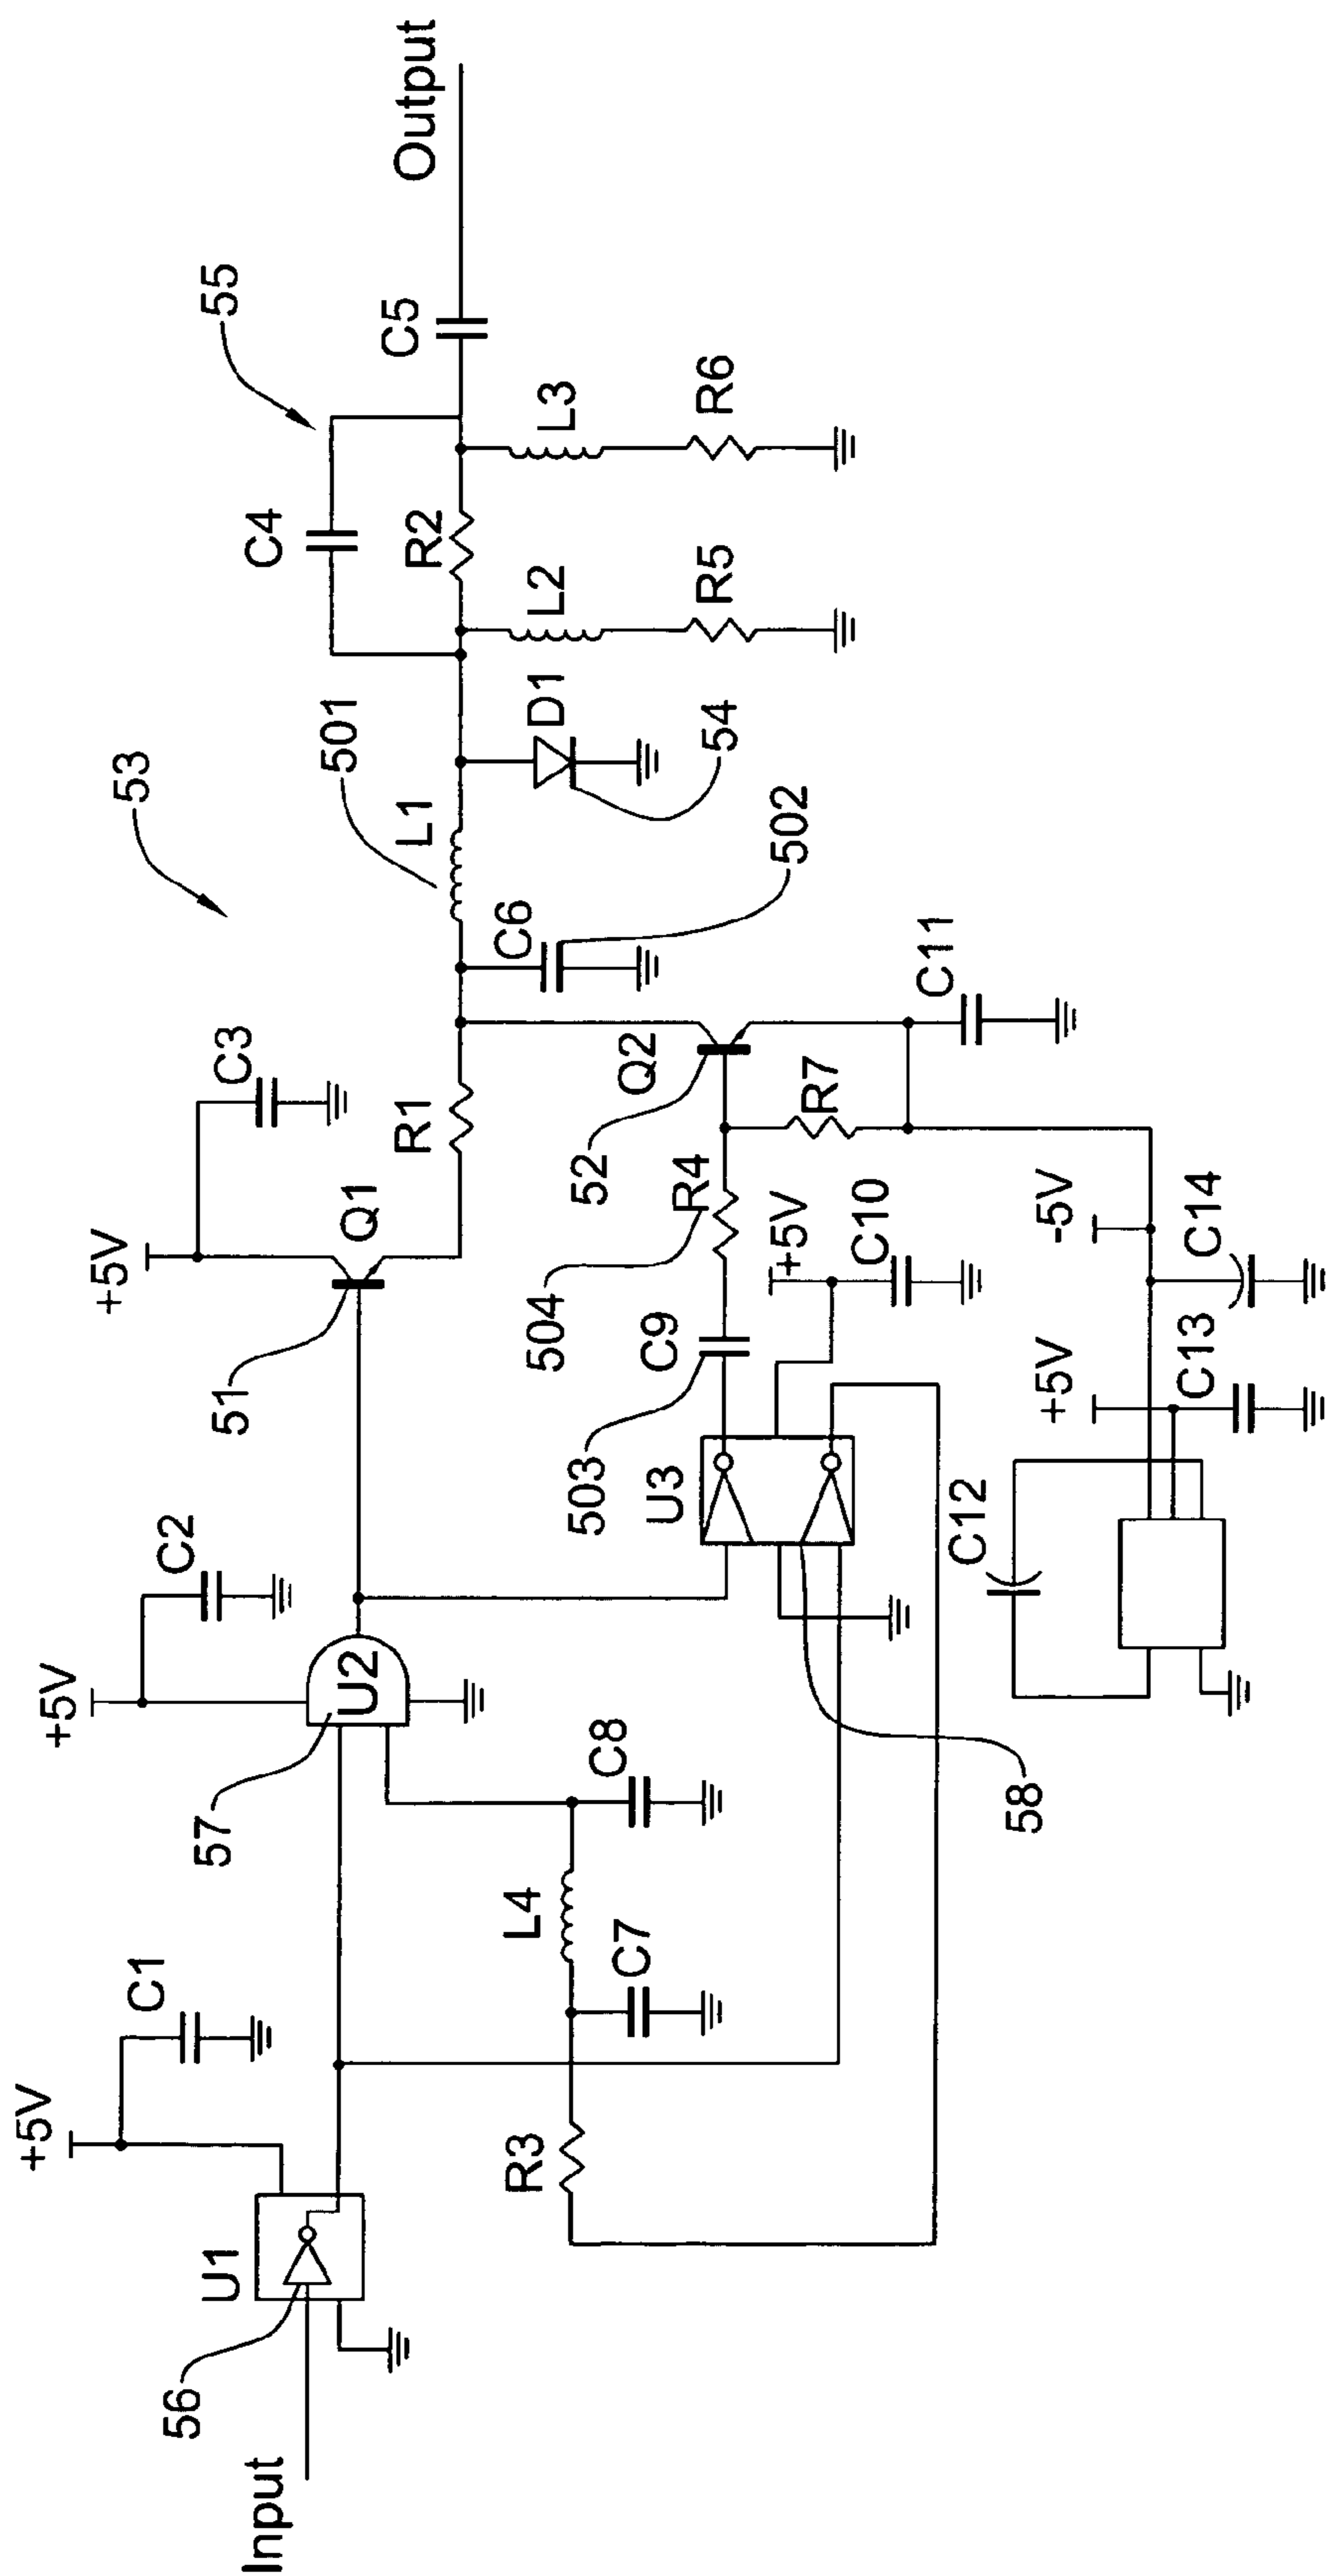 53
55
501
Output
+5V
C3
C4
C5
+5V
C2
51
Q1
R1
L1
R2
+5V
C1
57
U2
C6
D1
L2
L3
56
U1
502
54
R5
R6
Input
R3
L4
C7
C8
U3
503
C9
504
R4
52
Q2
R7
C11
+5V
C10
58
C12
+5V
C13
-5V
C14